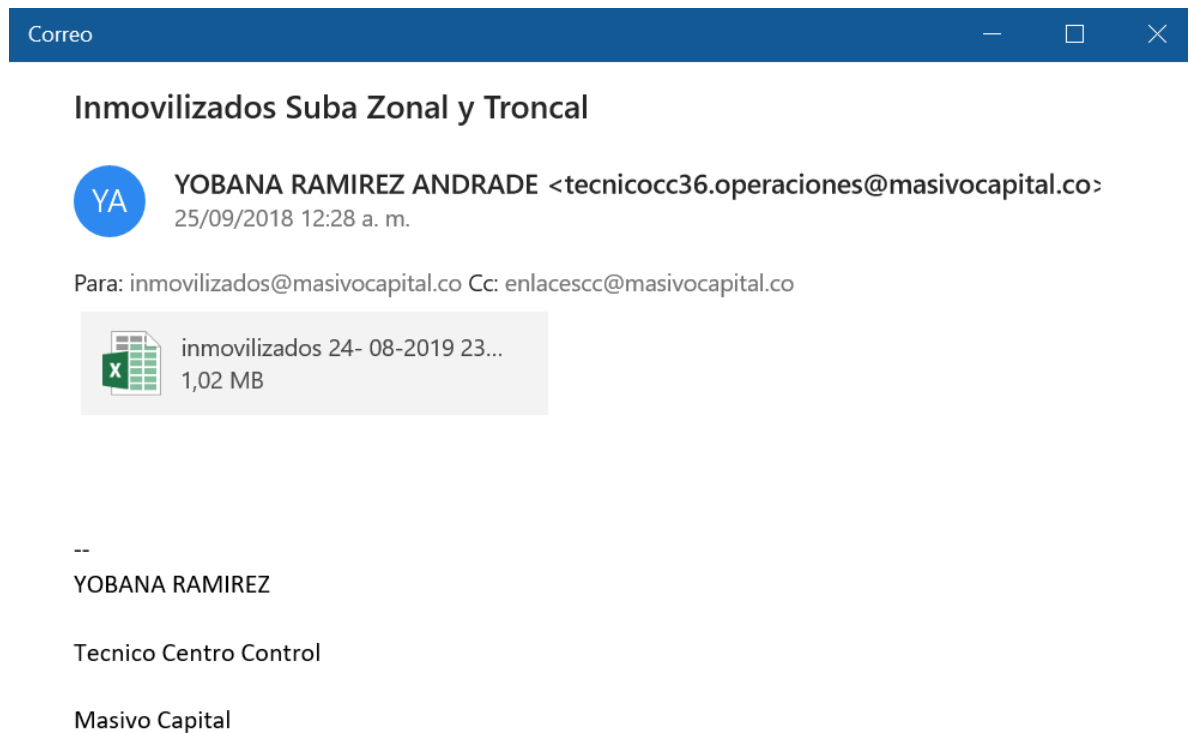 Correo
Inmovilizados Suba Zonal y Troncal
YA
YOBANA RAMIREZ ANDRADE <tecnicocc36.operaciones@masivocapital.co>
25/09/2018 12:28 a. m.
Para: inmovilizados@masivocapital.co Cc: enlacescc@masivocapital.co
inmovilizados 24- 08-2019 23...
1,02 MB
--
YOBANA RAMIREZ
Tecnico Centro Control
Masivo Capital